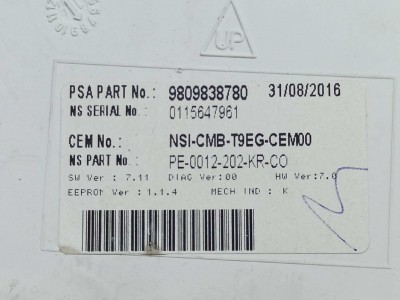 UP
PSA PART No.: 9809838780 31/08/2016
NS SERIAL No.: 0115647961
CEM No.: NSI-CMB-T9EG-CEM00
NS PART No.: PE-0012-202-KR-CO
SW Ver : 7.11 DIAG Ver:00 HW Ver:7.0
EEPROM Ver : 1.1.4 MECH IND : K